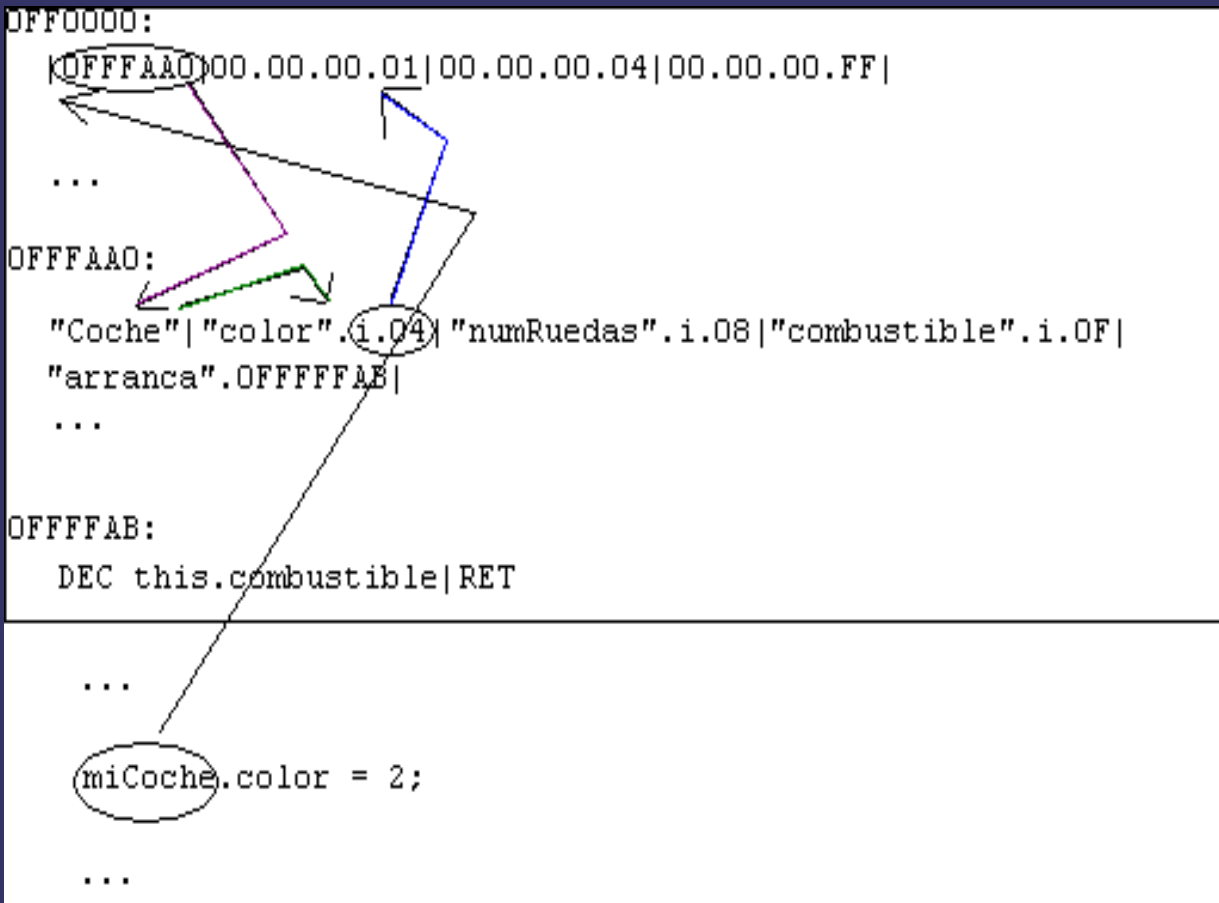 0FF0000:
|0FFFAA0|00.00.00.01|00.00.00.04|00.00.00.FF|
...
0FFFAA0:
"Coche"|"color".i.04|"numRuedas".i.08|"combustible".i.0F|
"arranca".0FFFFFAB|
...
0FFFFAB:
DEC this.combustible|RET
...
miCoche.color = 2;
...